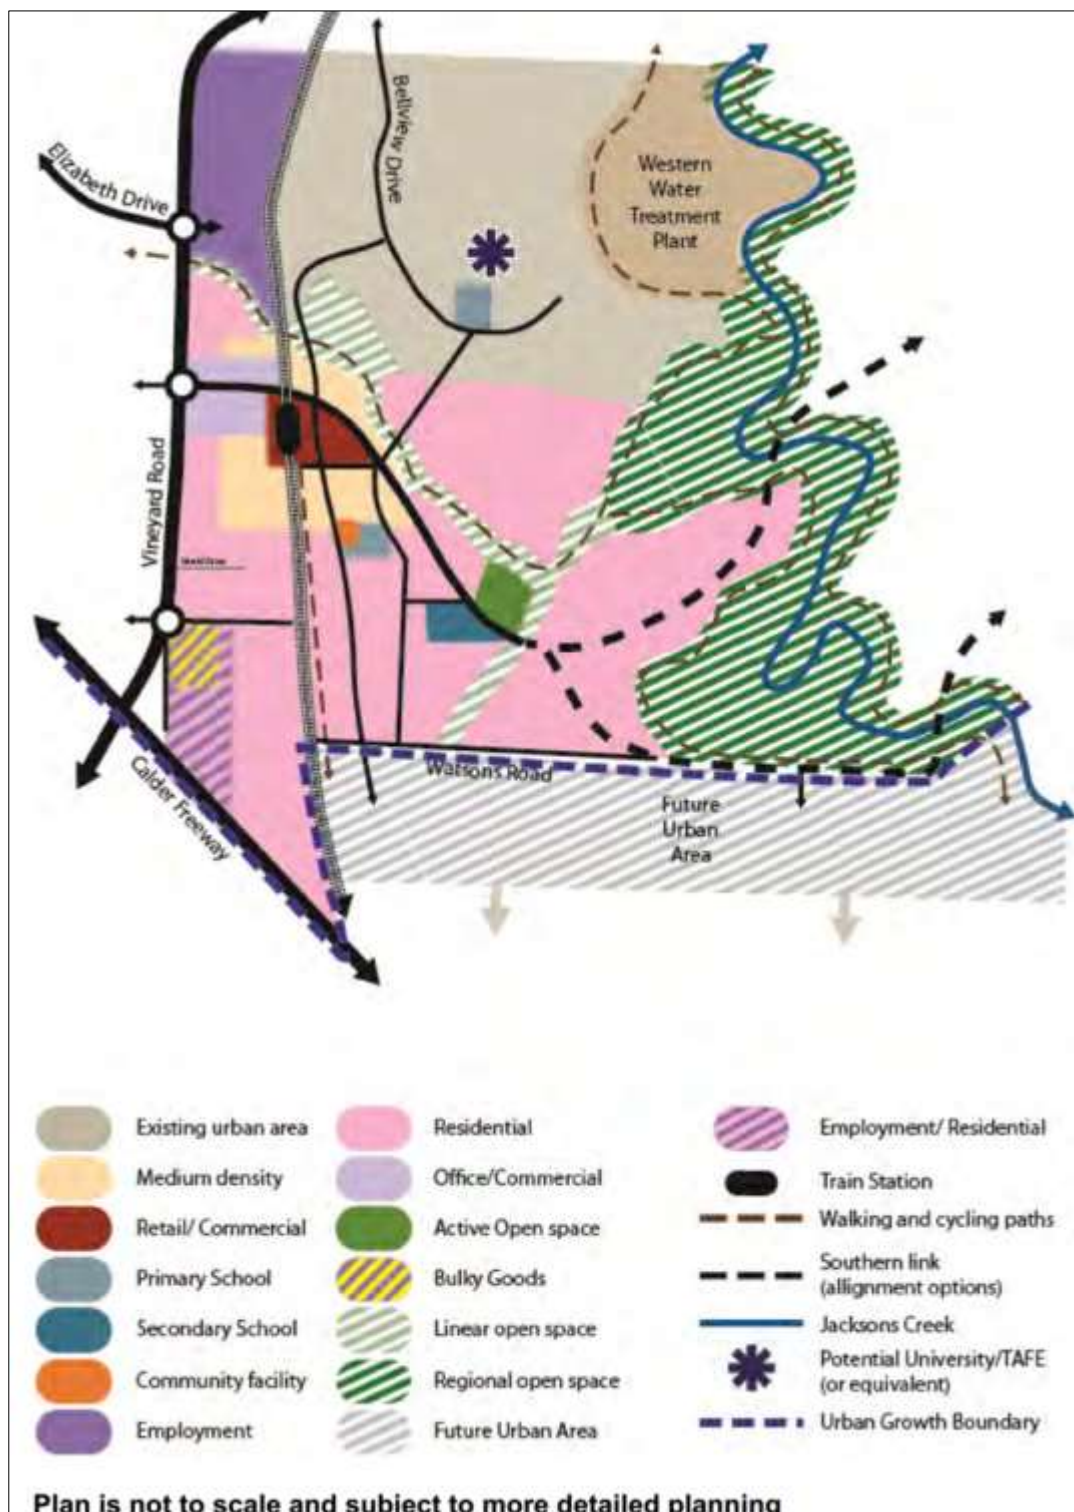 Bellview Drive
Elizabeth Drive
Western
Water
Treatment
Plant
Vineyard Road
Calder Freeway
Watsons Road
Future
Urban
Area
Existing urban area
Medium density
Retail/ Commercial
Primary School
Secondary School
Community facility
Employment
Residential
Office/Commercial
Active Open space
Bulky Goods
Linear open space
Regional open space
Future Urban Area
Employment/ Residential
Train Station
Walking and cycling paths
Southern link
(allignment options)
Jacksons Creek
Potential University/TAFE
(or equivalent)
Urban Growth Boundary
Plan is not to scale and subject to more detailed planning